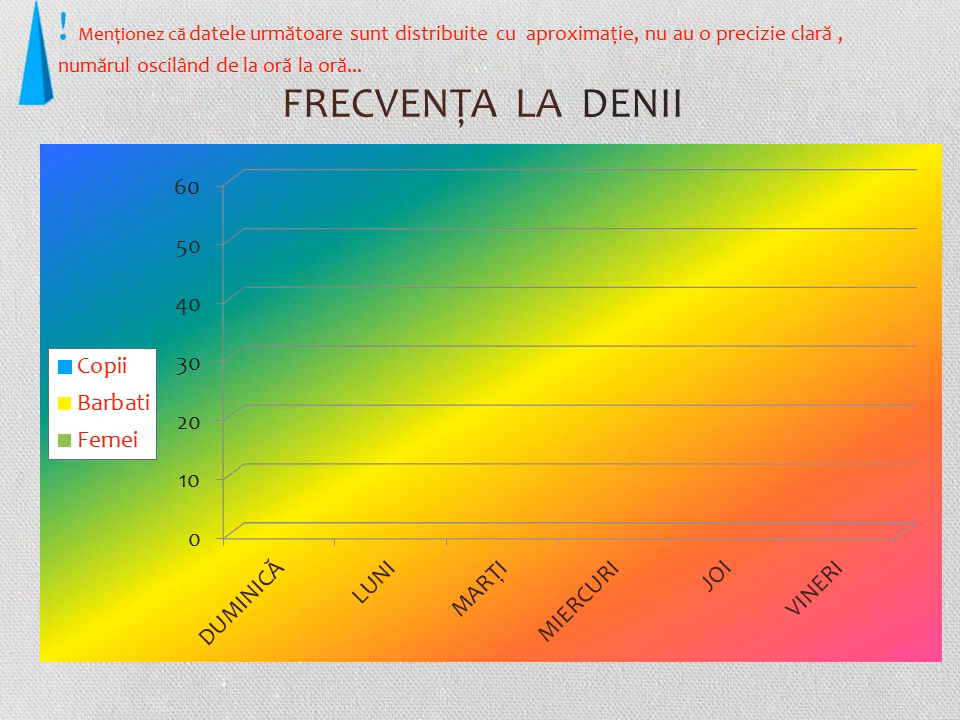 ! Menționez că datele următoare sunt distribuite cu aproximație, nu au o precizie clară ,
numărul oscilând de la oră la oră...
FRECVENȚA LA DENII
60
50
40
30
20
10
0
Copii
Barbati
Femei
DUMINICĂ
LUNI
MARȚI
MIERCURI
JOI
VINERI